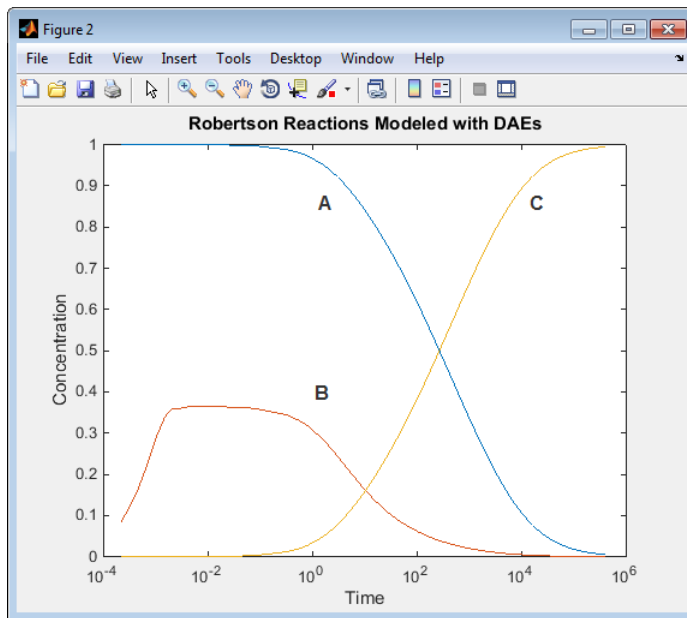 Figure 2
File Edit View Insert Tools Desktop Window Help
Robertson Reactions Modeled with DAEs
1
0.9
0.8
0.7
0.6
0.5
0.4
0.3
0.2
0.1
0
Concentration
A
C
B
10^-4 10^-2 10^0 10^2 10^4 10^6
Time